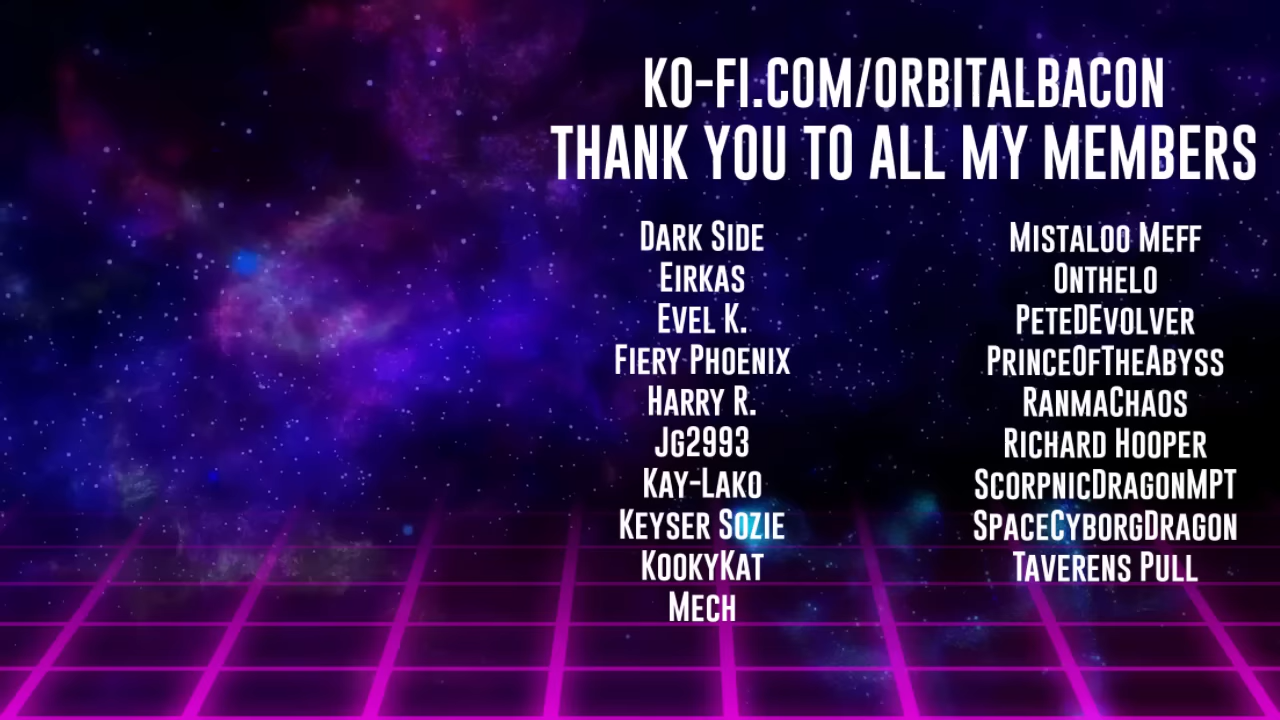 KO-FI.COM/ORBITALBACON
THANK YOU TO ALL MY MEMBERS
Dark Side
Eirkas
Evel K.
Fiery Phoenix
Harry R.
Jg2993
Kay-Lako
Keyser Sozie
KookyKat
Mech
Mistaloo Meff
Onthelo
PeteDEvolver
PrinceOfTheAbyss
RanmaChaos
Richard Hooper
ScorpnicDragonMPT
SpaceCyborgDragon
Taverens Pull